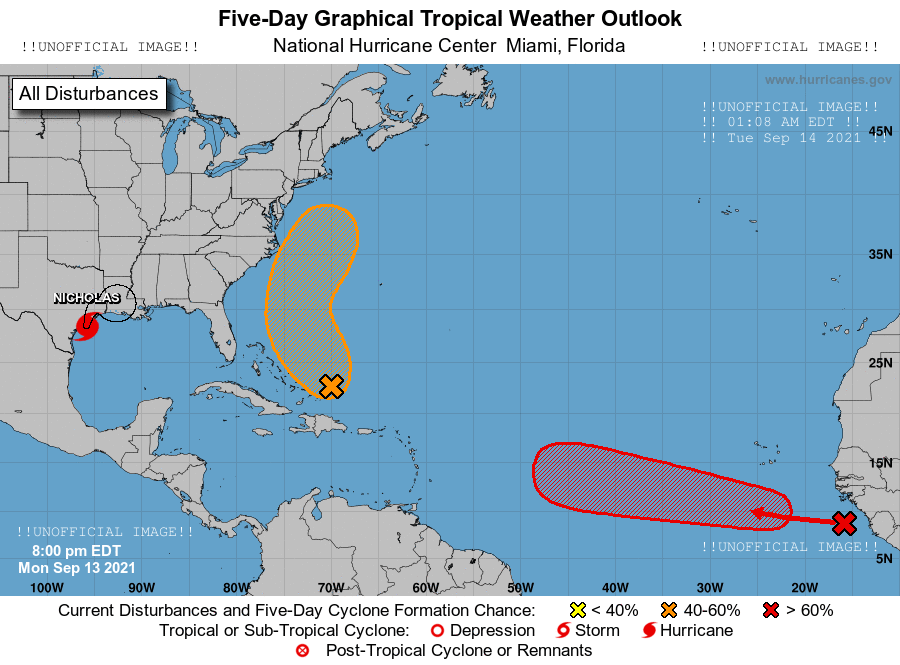 Five-Day Graphical Tropical Weather Outlook
!!UNOFFICIAL IMAGE!! National Hurricane Center Miami, Florida !!UNOFFICIAL IMAGE!!
www.hurricanes.gov
All Disturbances
!!UNOFFICIAL IMAGE!!
!! 01:08 AM EDT !!
!! Tue Sep 14 2021 !!
45N
35N
NICHOLAS
25N
15N
!!UNOFFICIAL IMAGE!!
8:00 pm EDT
!!UNOFFICIAL IMAGE!!
5N
Mon Sep 13 2021
100W 90W 80W 70W 60W 50W 40W 30W 20W
Current Disturbances and Five-Day Cyclone Formation Chance: < 40% 40-60% > 60%
Tropical or Sub-Tropical Cyclone: Depression Storm Hurricane
Post-Tropical Cyclone or Remnants